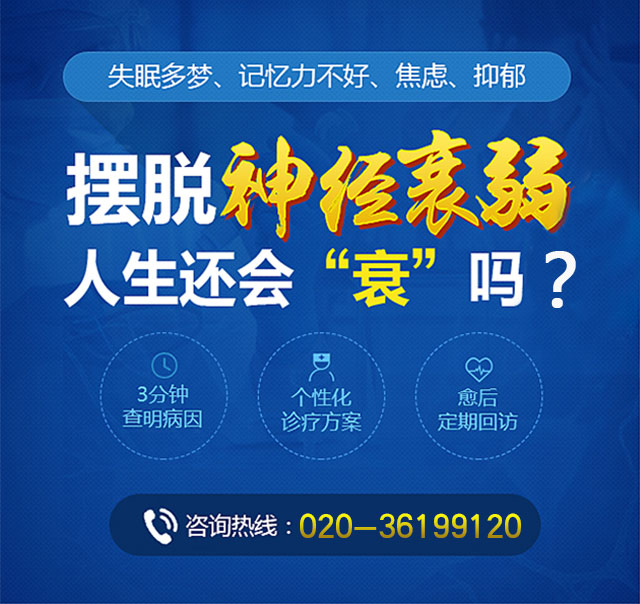 失眠多梦、记忆力不好、焦虑、抑郁
摆脱神经衰弱
人生还会“衰”吗？
3分钟
查明病因
个性化
诊疗方案
愈后
定期回访
咨询热线：020—36199120